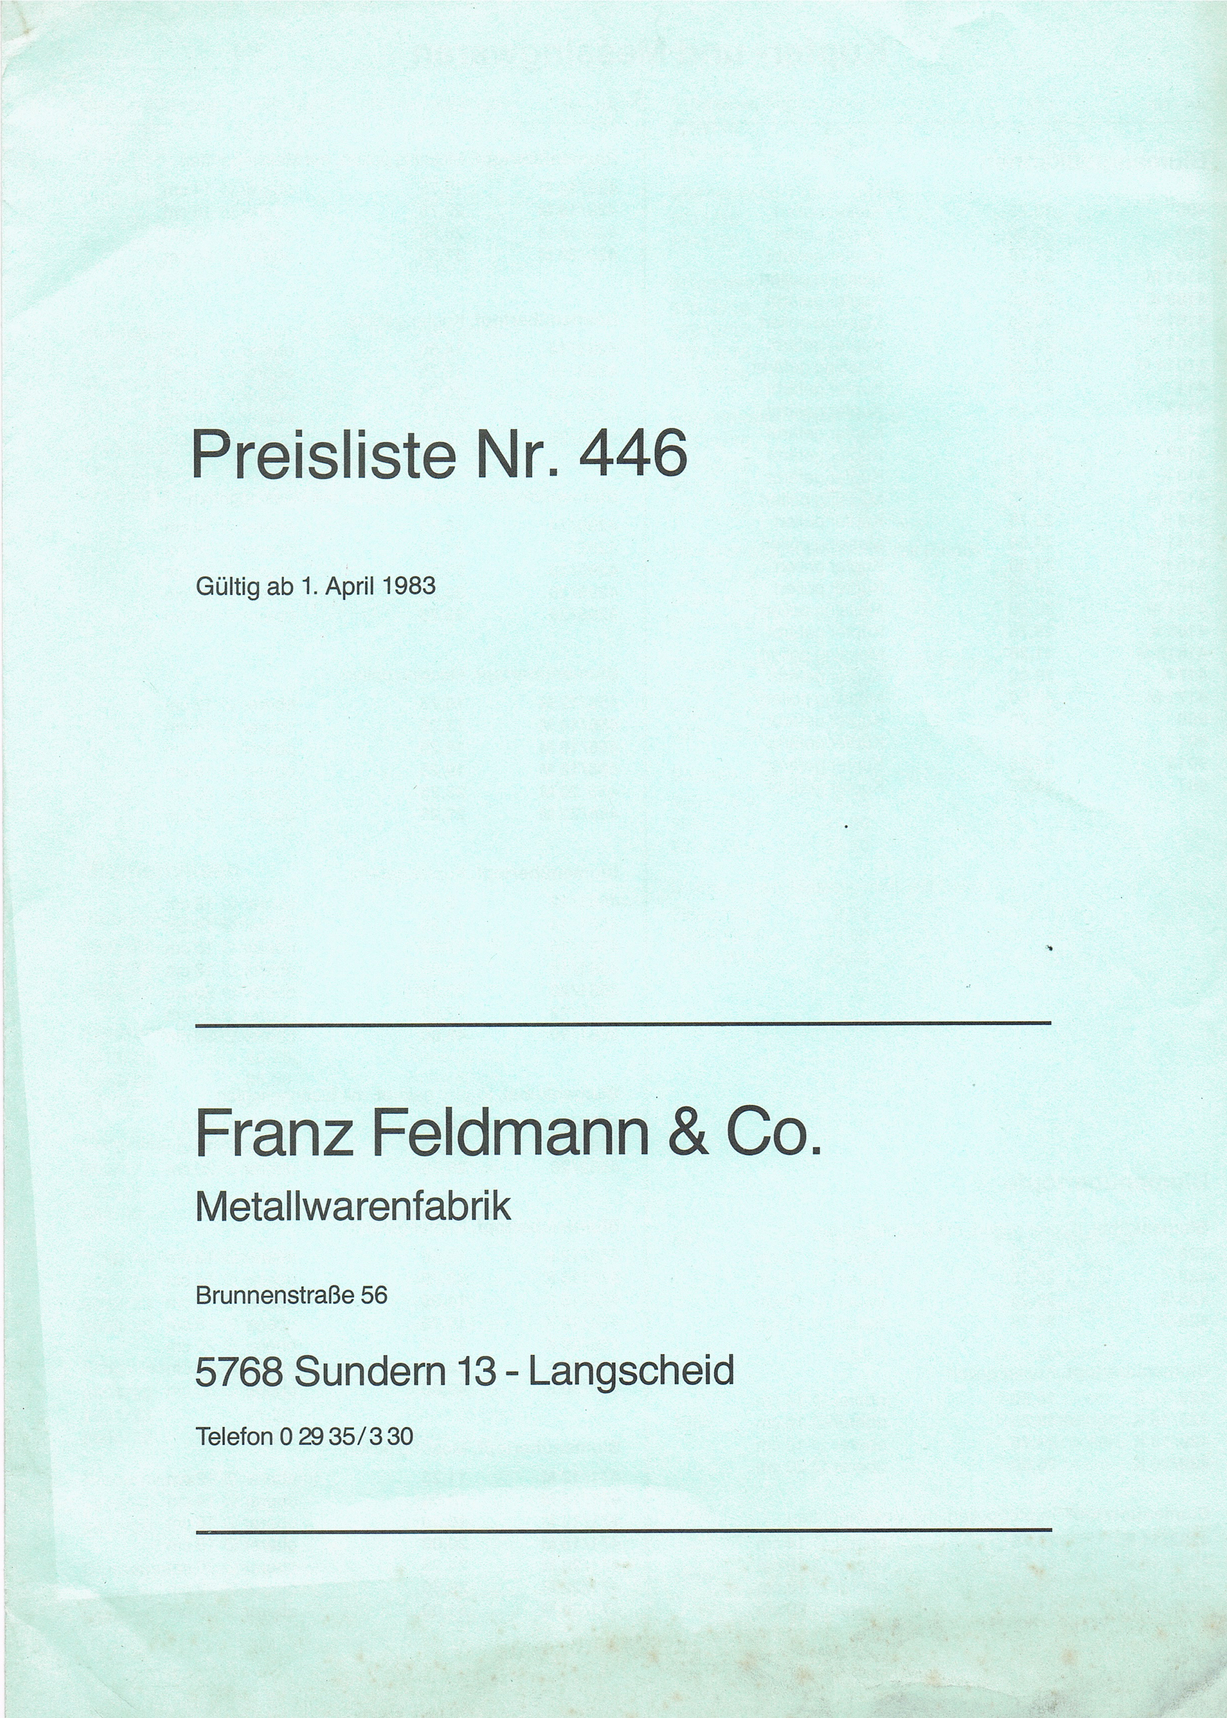 Preisliste Nr. 446
Gültig ab 1. April 1983
Franz Feldmann & Co.
Metallwarenfabrik
Brunnenstraße 56
5768 Sundern 13 - Langscheid
Telefon 0 29 35/3 30